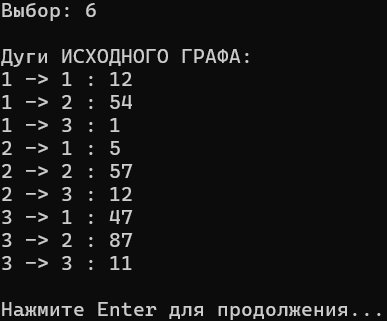 Выбор: 6
Дуги ИСХОДНОГО ГРАФА:
1 -> 1 : 12
1 -> 2 : 54
1 -> 3 : 1
2 -> 1 : 5
2 -> 2 : 57
2 -> 3 : 12
3 -> 1 : 47
3 -> 2 : 87
3 -> 3 : 11
Нажмите Enter для продолжения...